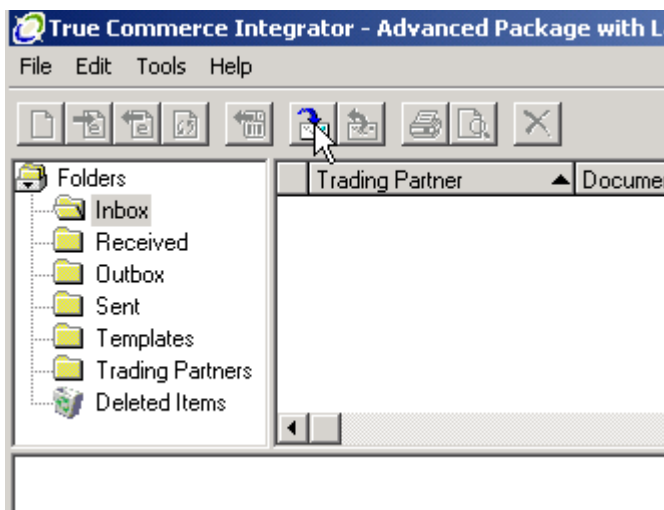 True Commerce Integrator - Advanced Package with L
File Edit Tools Help
Folders
Inbox
Received
Outbox
Sent
Templates
Trading Partners
Deleted Items
Trading Partner Docume